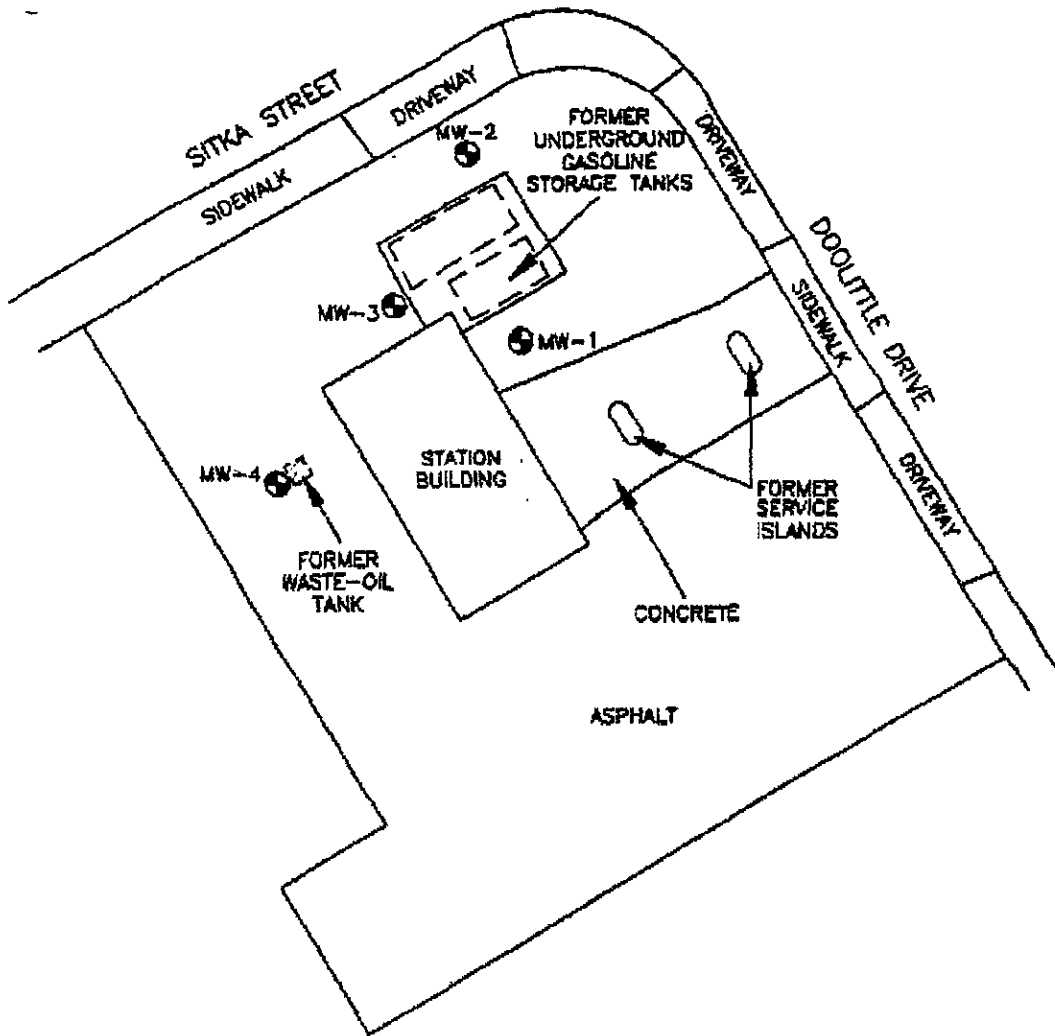 SITKA STREET
DRIVEWAY
SIDEWALK
MW-2
FORMER
UNDERGROUND
GASOLINE
STORAGE TANKS
DRIVEWAY
DOOLITTLE DRIVE
SIDEWALK
MW-3
MW-1
STATION
BUILDING
MW-4
FORMER
SERVICE
ISLANDS
DRIVEWAY
FORMER
WASTE-OIL
TANK
CONCRETE
ASPHALT